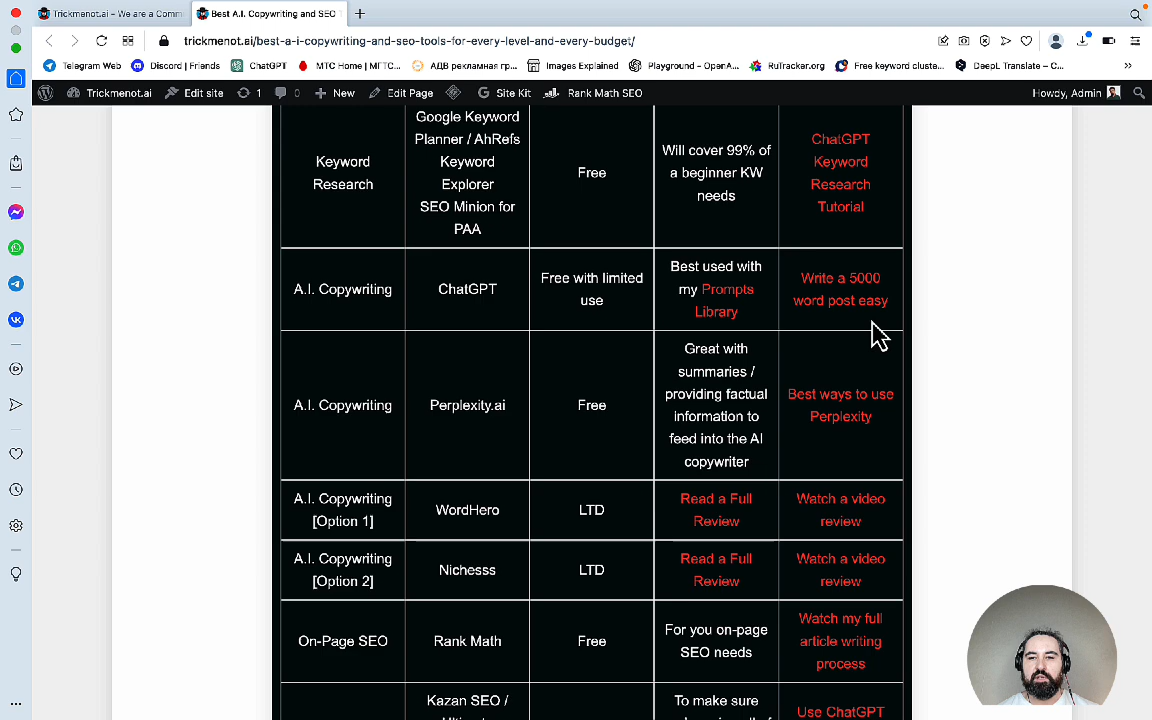 Trickmenot.ai – We are a Comm
Best A.I. Copywriting and SEO T
trickmenot.ai/best-a-i-copywriting-and-seo-tools-for-every-level-and-every-budget/
Telegram Web
Discord | Friends
ChatGPT
МТС Home | МГТС...
АДВ рекламная гр...
Images Explained
Playground – OpenA...
RuTracker.org
Free keyword cluste...
DeepL Translate – C...
Trickmenot.ai
Edit site
1
0
New
Edit Page
Site Kit
Rank Math SEO
Howdy, Admin
Keyword
Research
Google Keyword
Planner / AhRefs
Keyword
Explorer
SEO Minion for
PAA
Free
Will cover 99% of
a beginner KW
needs
ChatGPT
Keyword
Research
Tutorial
A.I. Copywriting
ChatGPT
Free with limited
use
Best used with
my Prompts
Library
Write a 5000
word post easy
A.I. Copywriting
Perplexity.ai
Free
Great with
summaries /
providing factual
information to
feed into the AI
copywriter
Best ways to use
Perplexity
A.I. Copywriting
[Option 1]
WordHero
LTD
Read a Full
Review
Watch a video
review
A.I. Copywriting
[Option 2]
Nichesss
LTD
Read a Full
Review
Watch a video
review
On-Page SEO
Rank Math
Free
For you on-page
SEO needs
Watch my full
article writing
process
Kazan SEO /
To make sure
Use ChatGPT